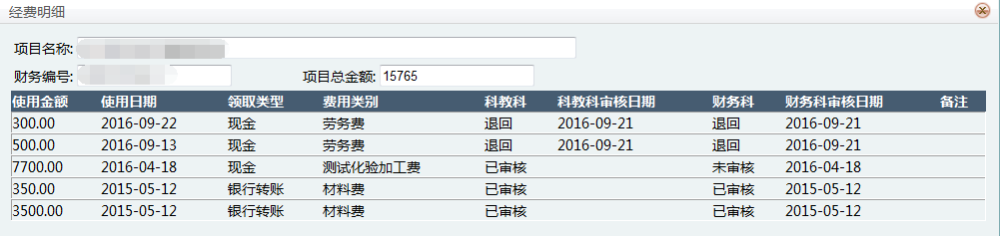 经费明细
项目名称:
财务编号: 项目总金额: 15765
使用金额 使用日期 领取类型 费用类别 科教科 科教科审核日期 财务科 财务科审核日期 备注
300.00 2016-09-22 现金 劳务费 退回 2016-09-21 退回 2016-09-21
500.00 2016-09-13 现金 劳务费 退回 2016-09-21 退回 2016-09-21
7700.00 2016-04-18 现金 测试化验加工费 已审核 未审核 2016-04-18
350.00 2015-05-12 银行转账 材料费 已审核 已审核 2015-05-12
3500.00 2015-05-12 银行转账 材料费 已审核 已审核 2015-05-12